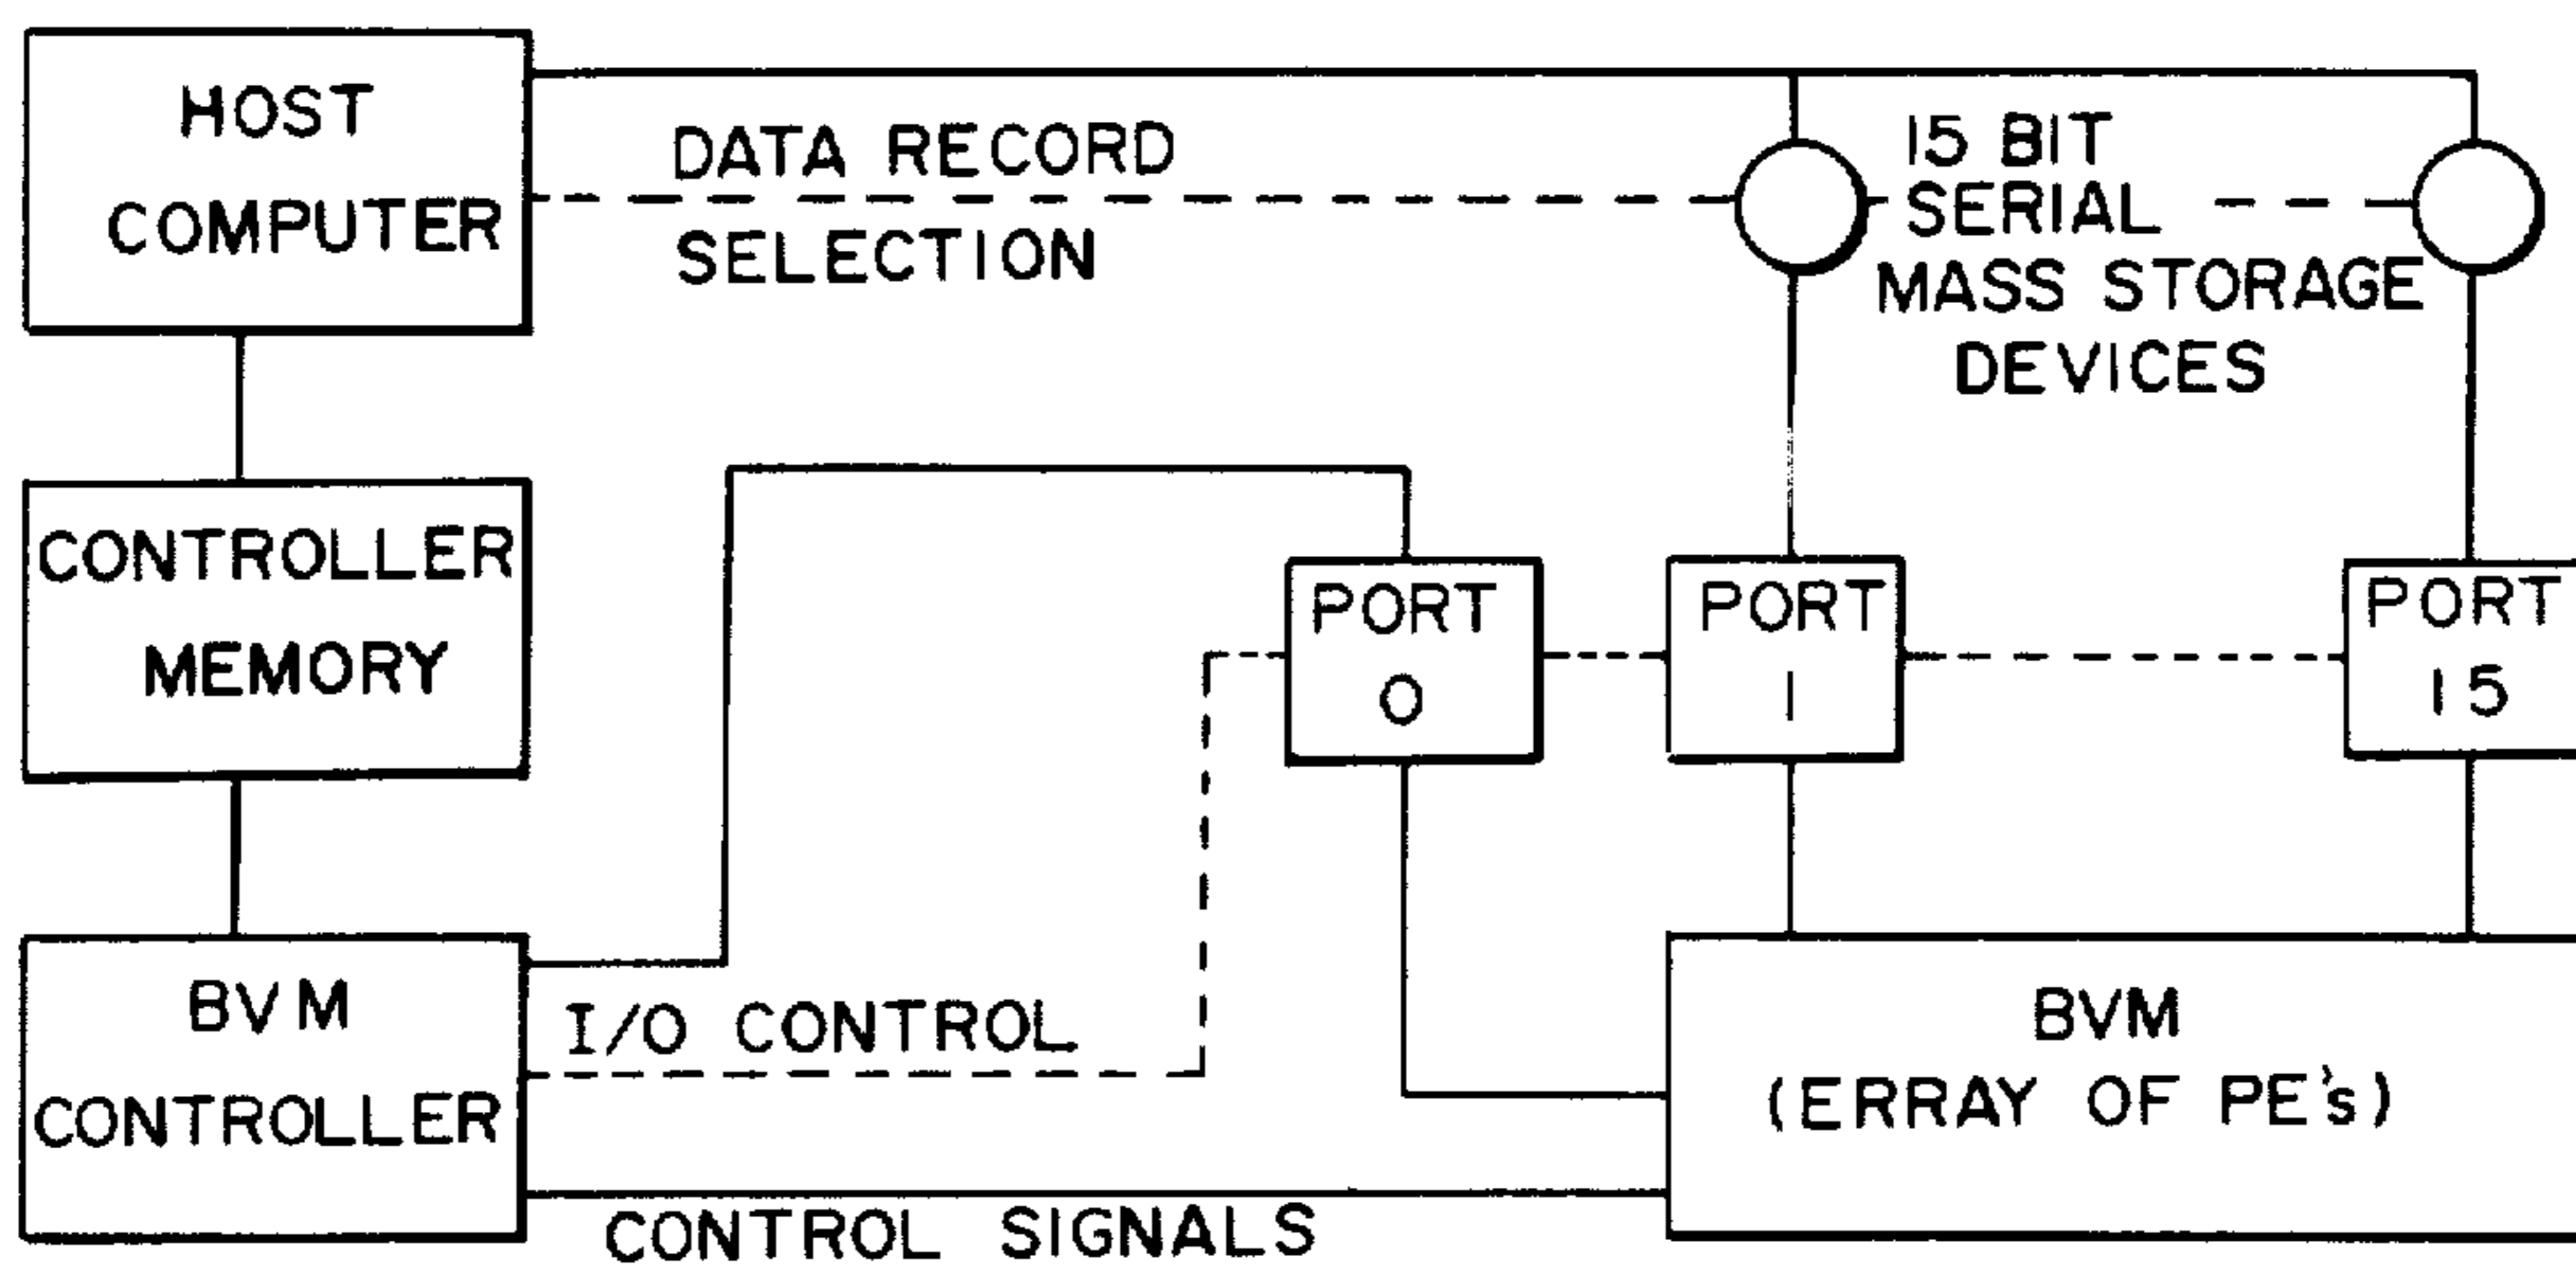 HOST
COMPUTER
DATA RECORD
SELECTION
15 BIT
SERIAL
MASS STORAGE
DEVICES
CONTROLLER
MEMORY
PORT
0
PORT
1
PORT
15
BVM
CONTROLLER
I/O CONTROL
CONTROL SIGNALS
BVM
(ERRAY OF PE's)